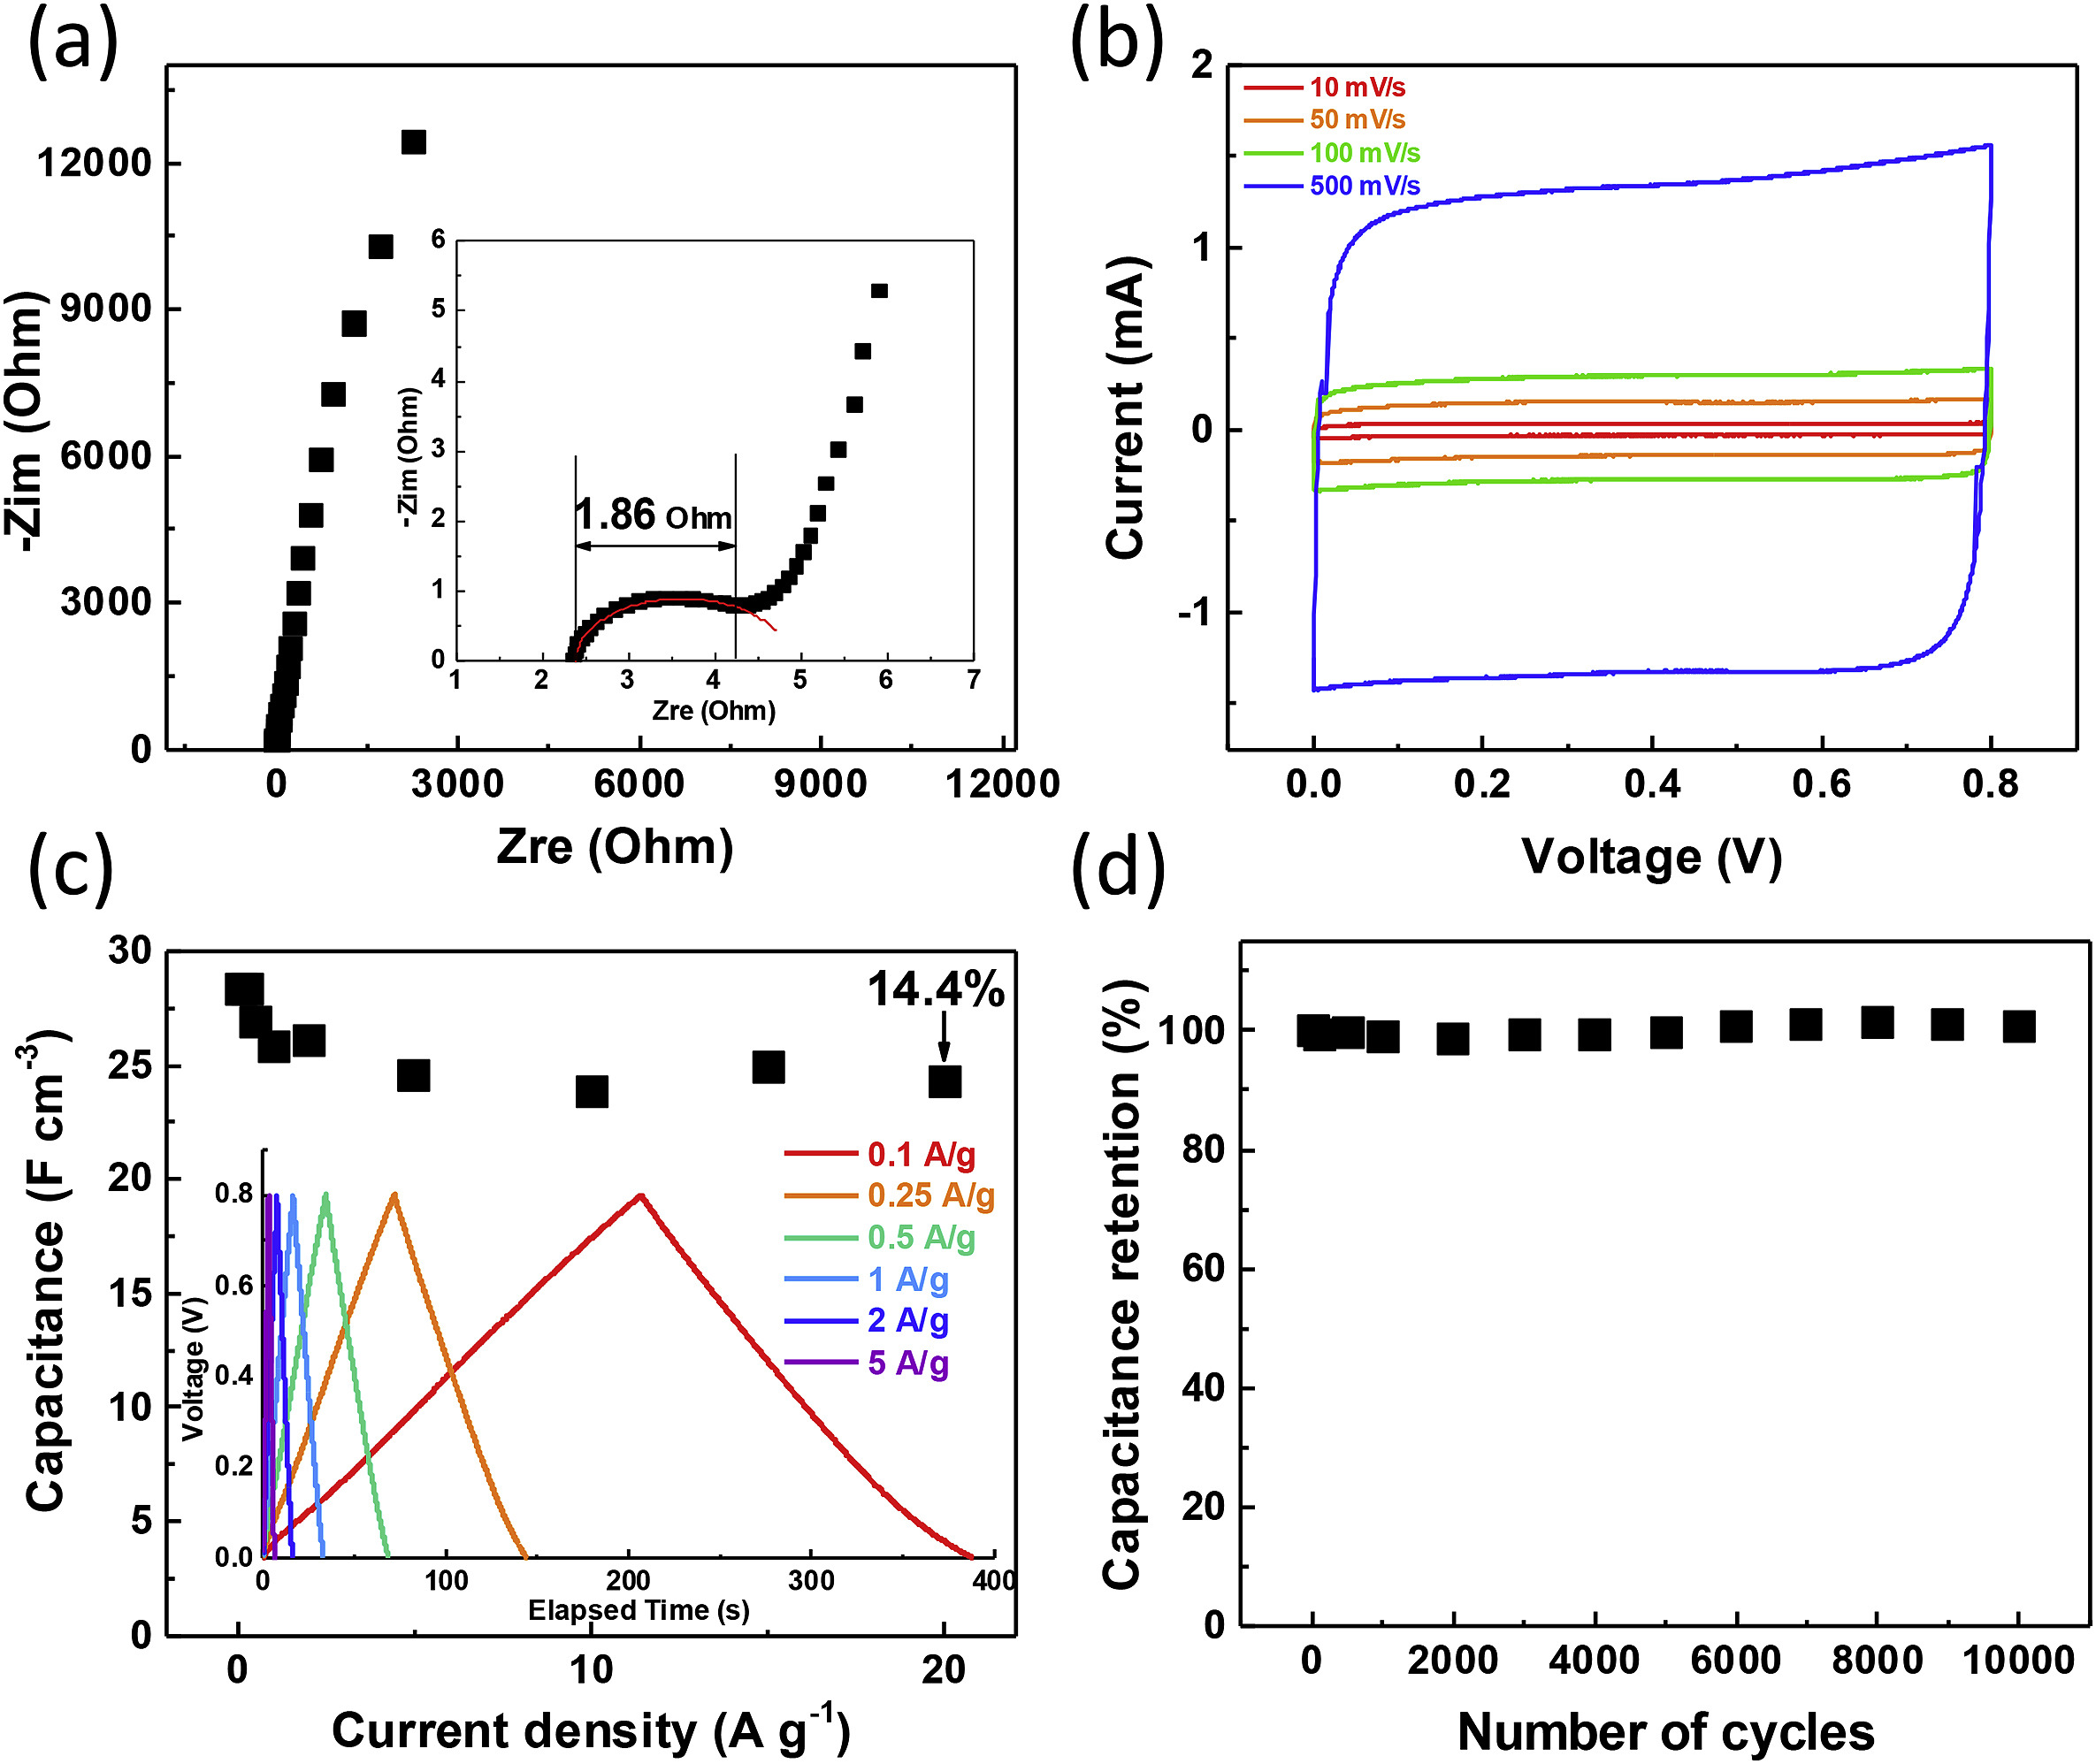 (a)
-Zim (Ohm)
12000
9000
6000
3000
0
0 3000 6000 9000 12000
Zre (Ohm)
-Zim (Ohm)
6
5
4
3
2
1
0
1.86 Ohm
1 2 3 4 5 6 7
Zre (Ohm)
(b)
Current (mA)
2
1
0
-1
10 mV/s
50 mV/s
100 mV/s
500 mV/s
0.0 0.2 0.4 0.6 0.8
Voltage (V)
(c)
Capacitance (F cm-3)
30
25
20
15
10
5
0
14.4%
0.1 A/g
0.25 A/g
0.5 A/g
1 A/g
2 A/g
5 A/g
Voltage (V)
0.8
0.6
0.4
0.2
0.0
0 100 200 300 400
Elapsed Time (s)
0 10 20
Current density (A g-1)
(d)
Capacitance retention (%)
100
80
60
40
20
0
0 2000 4000 6000 8000 10000
Number of cycles